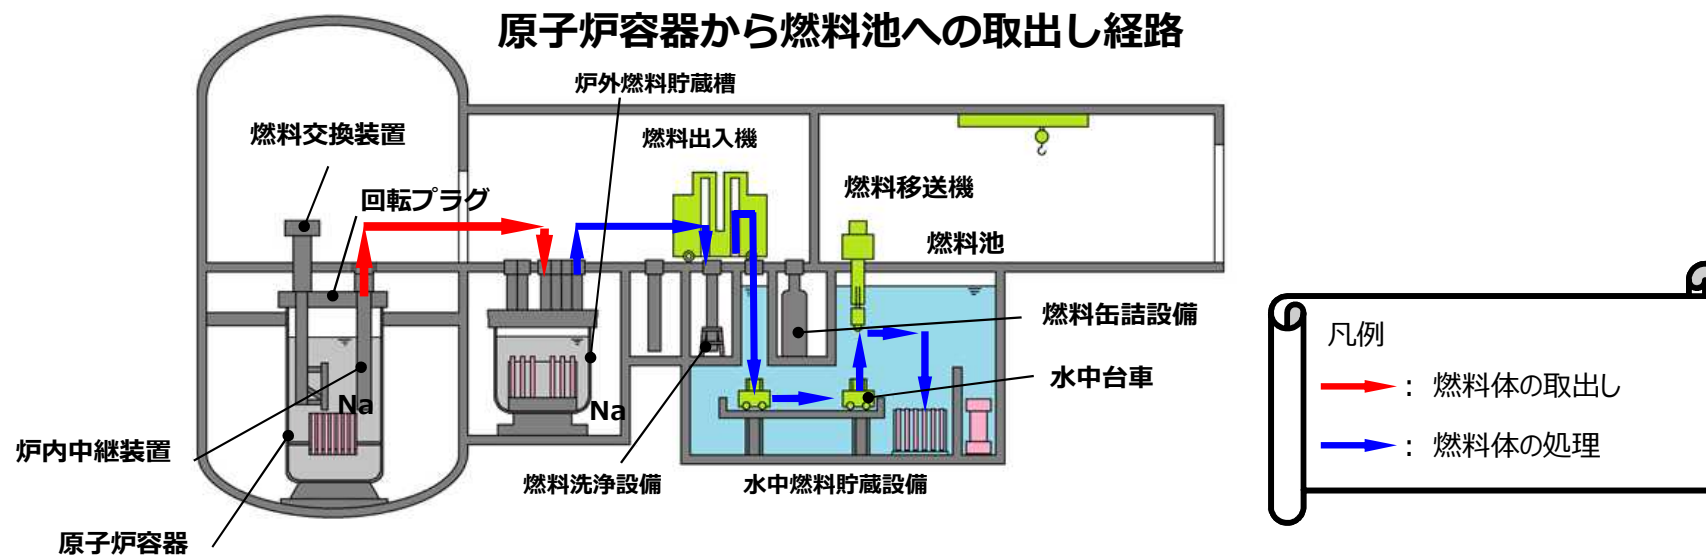 原子炉容器から燃料池への取出し経路
炉外燃料貯蔵槽
燃料交換装置
燃料出入機
回転プラグ
燃料移送機
燃料池
燃料缶詰設備
水中台車
Na
Na
炉内中継装置
燃料洗浄設備
水中燃料貯蔵設備
原子炉容器
凡例
: 燃料体の取出し
: 燃料体の処理